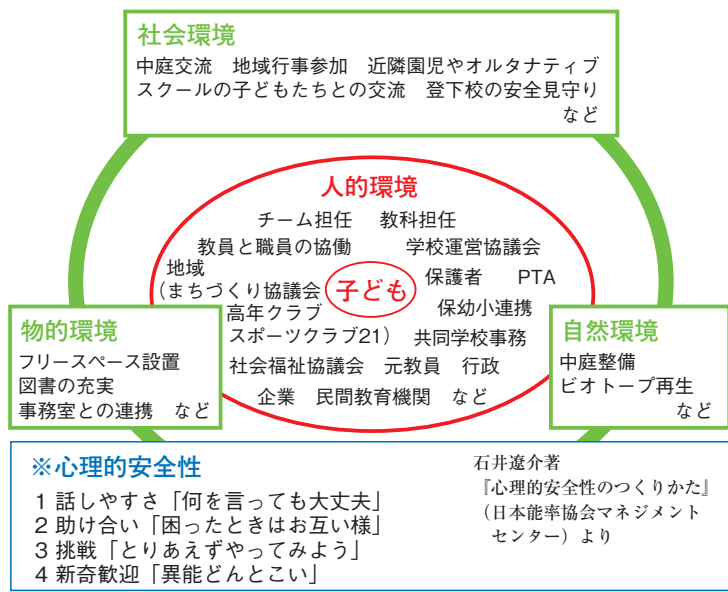 社会環境
中庭交流　地域行事参加　近隣園児やオルタナティブ
スクールの子どもたちとの交流　登下校の安全見守り
など
人的環境
チーム担任　教科担任
教員と職員の協働　学校運営協議会
地域
(まちづくり協議会
高年クラブ
スポーツクラブ21）
子ども
保護者　PTA
保幼小連携
共同学校事務
社会福祉協議会　元教員　行政
企業　民間教育機関　など
物的環境
フリースペース設置
図書の充実
事務室との連携　など
自然環境
中庭整備
ビオトープ再生
など
※心理的安全性
1 話しやすさ「何を言っても大丈夫」
2 助け合い「困ったときはお互い様」
3 挑戦「とりあえずやってみよう」
4 新奇歓迎「異能どんとこい」
石井遼介著
『心理的安全性のつくりかた』
（日本能率協会マネジメント
センター）より